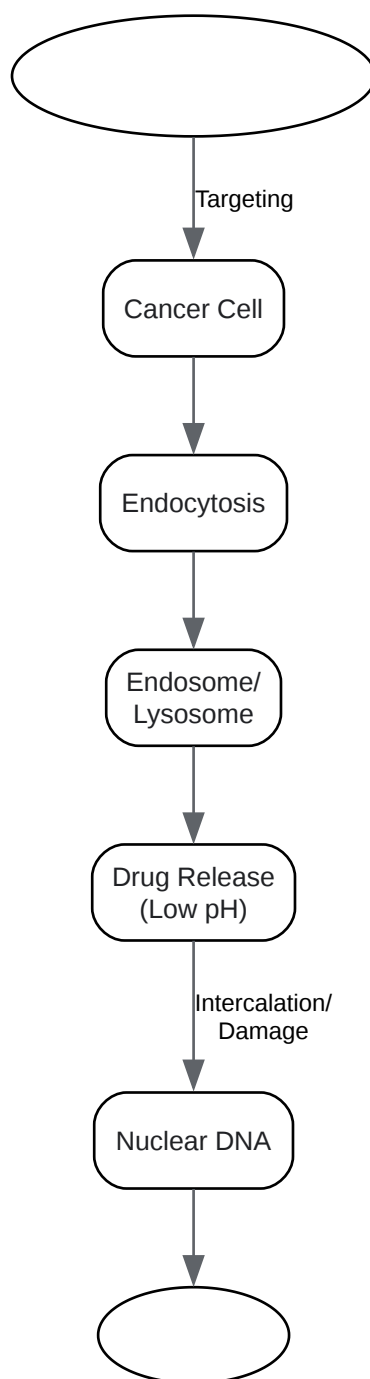 Targeting
Cancer Cell
Endocytosis
Endosome/
Lysosome
Drug Release
(Low pH)
Intercalation/
Damage
Nuclear DNA